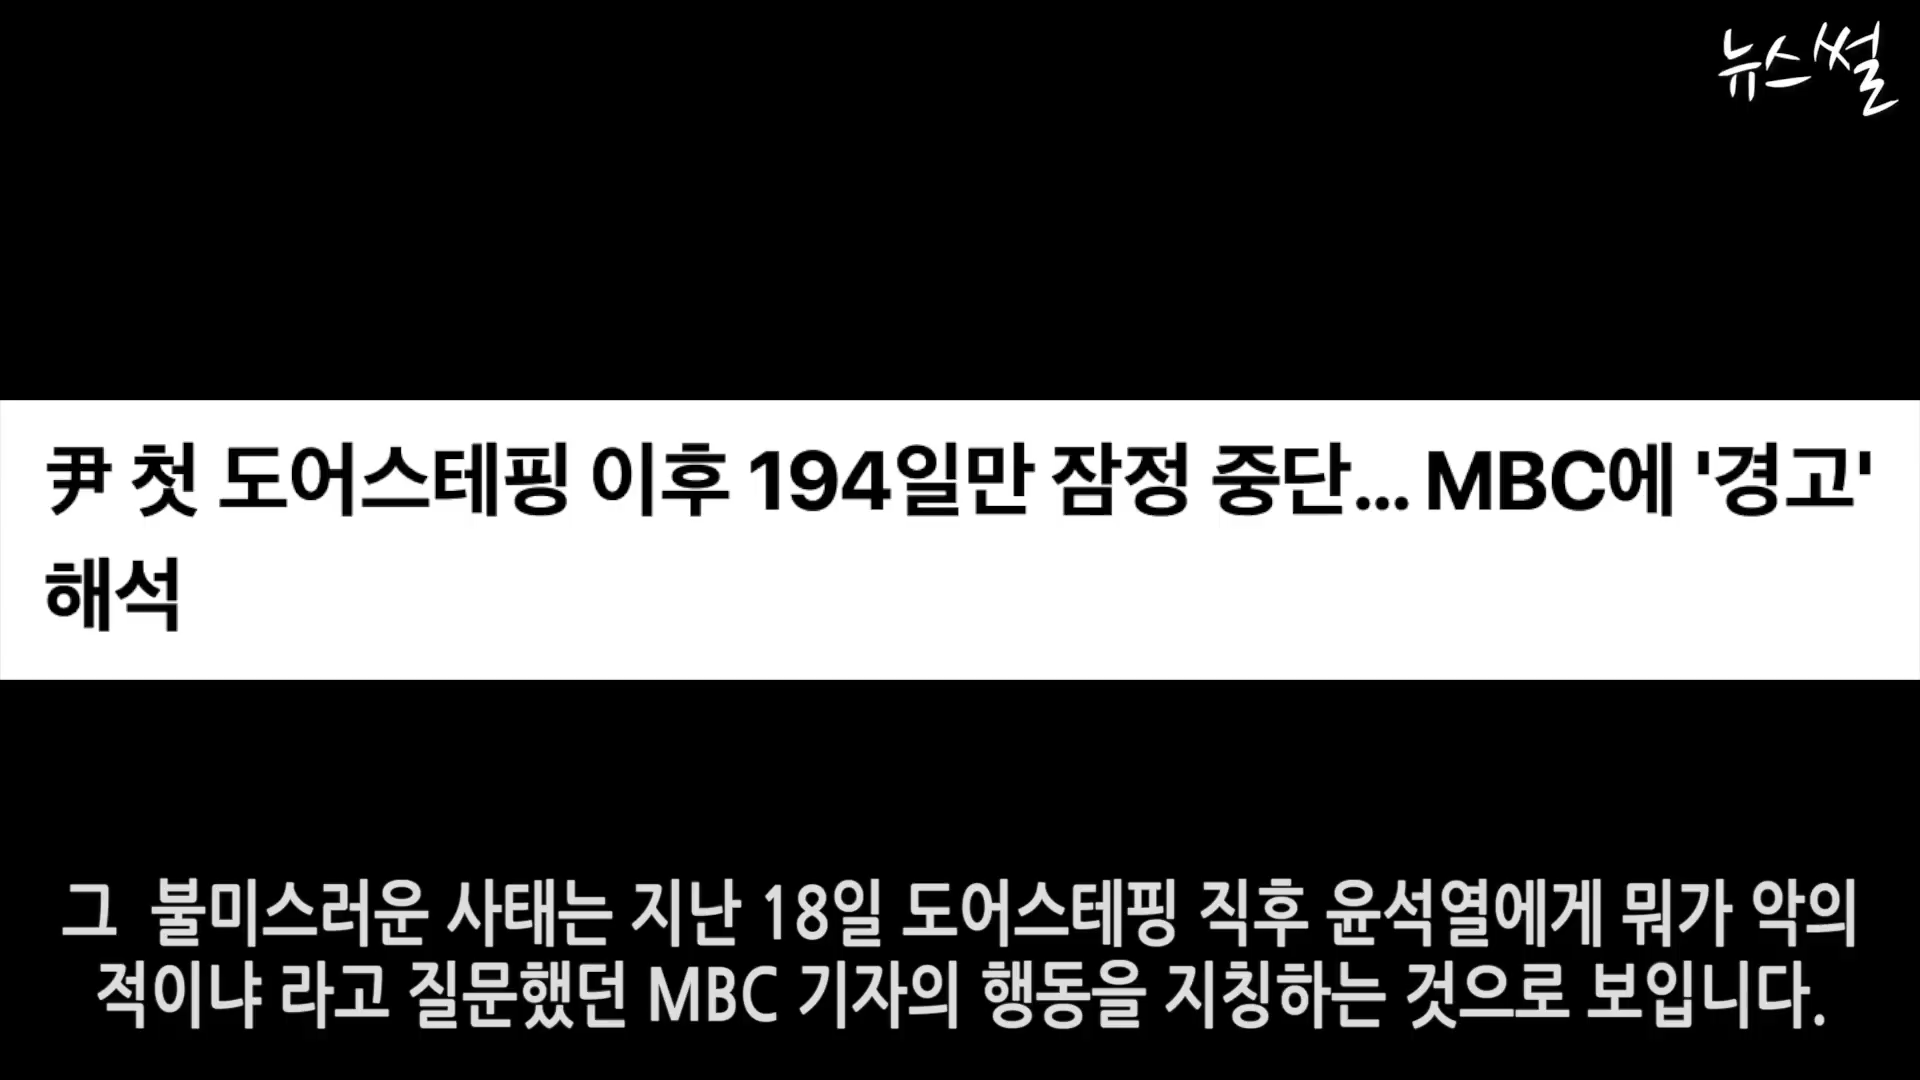 뉴스썰
尹 첫 도어스테핑 이후 194일만 잠정 중단... MBC에 '경고'
해석
그 불미스러운 사태는 지난 18일 도어스테핑 직후 윤석열에게 뭐가 악의
적이냐 라고 질문했던 MBC 기자의 행동을 지칭하는 것으로 보입니다.